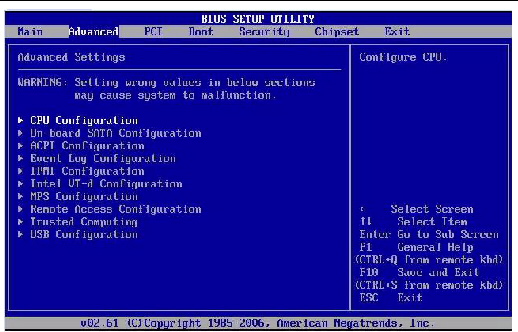 BIOS SETUP UTILITY
Main Advanced PCI Boot Security Chipset Exit
Advanced Settings
WARNING: Setting wrong values in below sections
may cause system to malfunction.
CPU Configuration
On-board SATA Configuration
ACPI Configuration
Event Log Configuration
IPMI Configuration
Intel VT-d Configuration
MPS Configuration
Remote Access Configuration
Trusted Computing
USB Configuration
Configure CPU.
Select Screen
↑↓ Select Item
Enter Go to Sub Screen
F1 General Help
(CTRL+Q from remote kbd)
F10 Save and Exit
(CTRL+S from remote kbd)
ESC Exit
v02.61 (C)Copyright 1985 2006, American Megatrends, Inc.